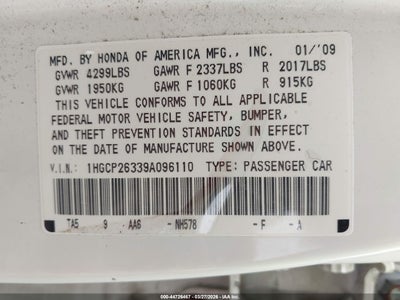 MFD. BY HONDA OF AMERICA MFG., INC. 01/'09
GVWR 4299LBS GAWR F 2337LBS R 2017LBS
GVWR 1950KG GAWR F 1060KG R 915KG
THIS VEHICLE CONFORMS TO ALL APPLICABLE
FEDERAL MOTOR VEHICLE SAFETY, BUMPER,
AND THEFT PREVENTION STANDARDS IN EFFECT
ON THE DATE OF MANUFACTURE SHOWN ABOVE.
V.I.N. 1HGCP26339A096110 TYPE: PASSENGER CAR
TA5 9 AA6 -NH578 -F -A
000-44726467 - 03/27/2026 - IAA Inc